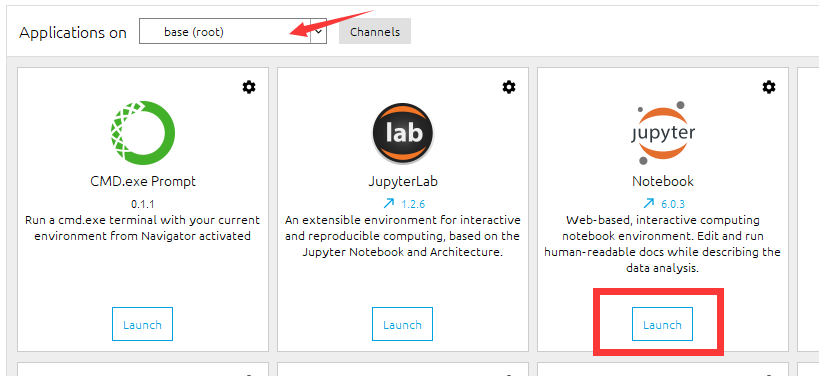 Applications on
base (root)
Channels
lab
jupyter
CMD.exe Prompt
0.1.1
Run a cmd.exe terminal with your current
environment from Navigator activated
Launch
JupyterLab
1.2.6
An extensible environment for interactive
and reproducible computing, based on the
Jupyter Notebook and Architecture.
Launch
Notebook
6.0.3
Web-based, interactive computing
notebook environment. Edit and run
human-readable docs while describing the
data analysis.
Launch